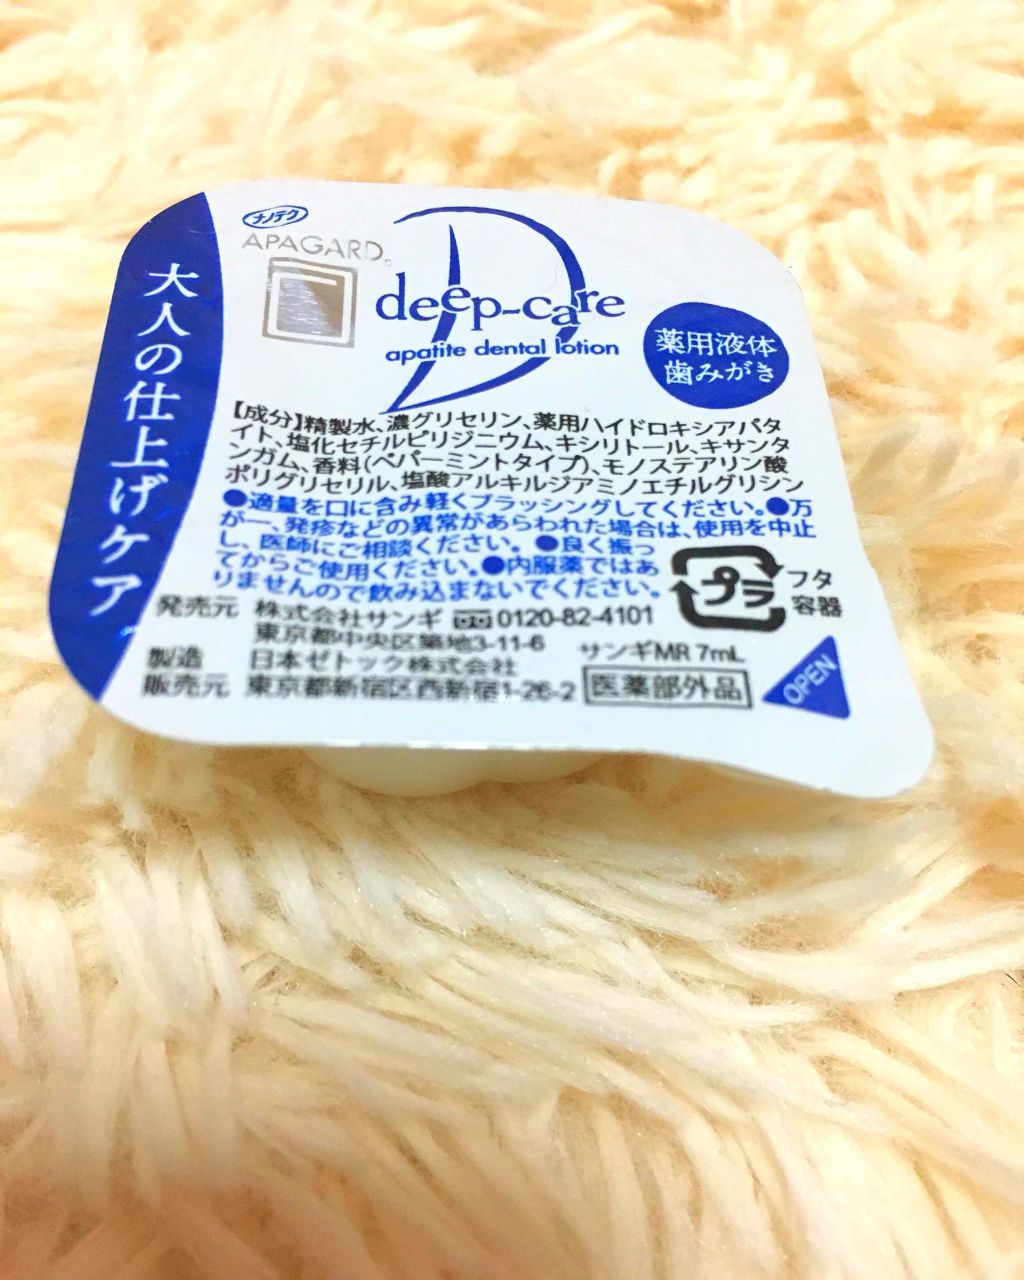 大人の仕上げケア
ナノテク
APAGARD®
D
deep-care
apatite dental lotion
薬用液体
歯みがき
【成分】精製水、濃グリセリン、薬用ハイドロキシアパタ
イト、塩化セチルピリジニウム、キシリトール、キサンタ
ンガム、香料(ペパーミントタイプ)、モノステアリン酸
ポリグリセリル、塩酸アルキルジアミノエチルグリシン
●適量を口に含み軽くブラッシングしてください。●万
が一、発疹などの異常があらわれた場合は、使用を中止
し、医師にご相談ください。●良く振っ
てからご使用ください。●内服薬ではあ
りませんので飲み込まないでください。
プラ
フタ
容器
発売元 株式会社サンギ 0120-82-4101
東京都中央区築地3-11-6 サンギMR 7mL
製造 日本ゼトック株式会社
販売元 東京都新宿区西新宿1-26-2 医薬部外品
OPEN